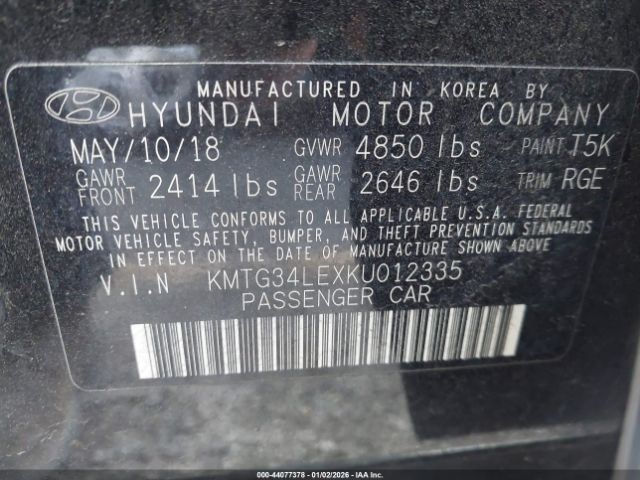 MANUFACTURED IN KOREA BY
HYUNDAI MOTOR COMPANY
MAY/10/18 GVWR 4850 lbs PAINT T5K
GAWR FRONT 2414 lbs GAWR REAR 2646 lbs TRIM RGE
THIS VEHICLE CONFORMS TO ALL APPLICABLE U.S.A. FEDERAL
MOTOR VEHICLE SAFETY, BUMPER, AND THEFT PREVENTION STANDARDS
IN EFFECT ON THE DATE OF MANUFACTURE SHOWN ABOVE
V.I.N KMTG34LEXKU012335
PASSENGER CAR
© - 44077378 - 01/02/2026 - IAA Inc.